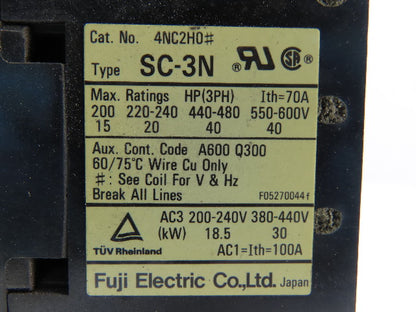 Cat. No. 4NC2H0#
Type SC-3N ® UR ® SA
Max. Ratings HP(3PH) Ith=70A
200 220-240 440-480 550-600V
15 20 40 40
Aux. Cont. Code A600 Q300
60/75℃ Wire Cu Only
#: See Coil For V & Hz
Break All Lines F05270044f
AC3 200-240V 380-440V
(kW) 18.5 30
TÜV Rheinland AC1=Ith=100A
Fuji Electric Co.,Ltd. Japan